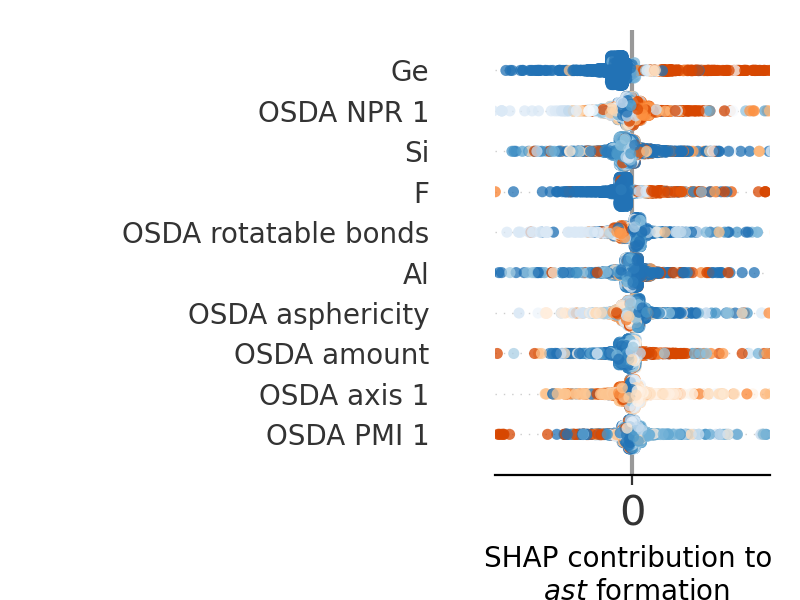 Ge
OSDA NPR 1
Si
F
OSDA rotatable bonds
Al
OSDA asphericity
OSDA amount
OSDA axis 1
OSDA PMI 1
0
SHAP contribution to
ast formation